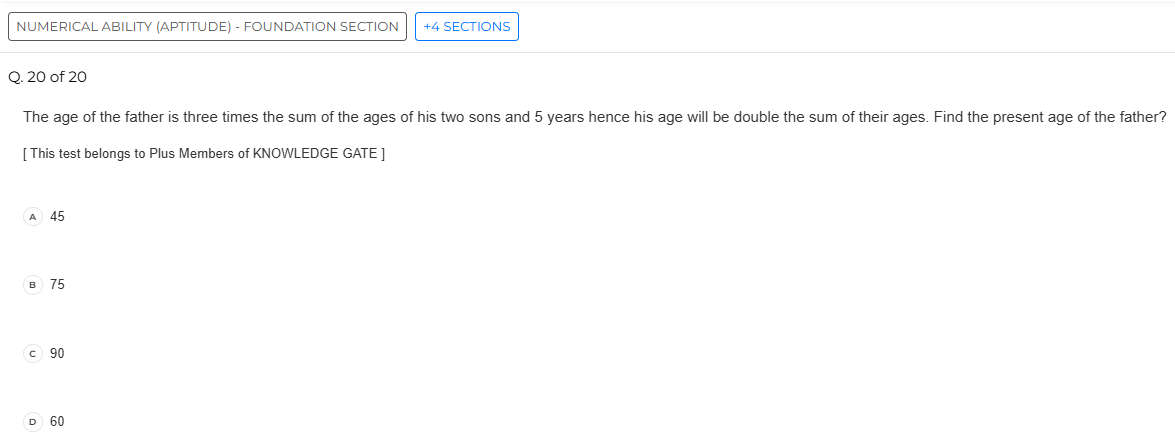 NUMERICAL ABILITY (APTITUDE) - FOUNDATION SECTION +4 SECTIONS
Q. 20 of 20
The age of the father is three times the sum of the ages of his two sons and 5 years hence his age will be double the sum of their ages. Find the present age of the father?
[ This test belongs to Plus Members of KNOWLEDGE GATE ]
A 45
B 75
C 90
D 60